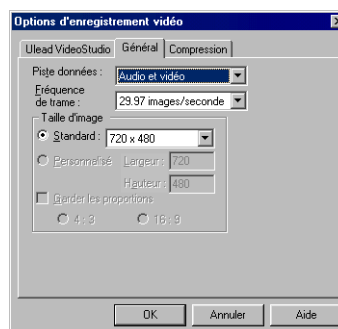 Options d'enregistrement vidéo
Ulead VideoStudio Général Compression
Piste données : Audio et vidéo
Fréquence
de trame : 29.97 images/seconde
Taille d'image
Standard : 720 x 480
Personnalisé Largeur : 720
Hauteur : 480
Garder les proportions
4 : 3 16 : 9
OK Annuler Aide